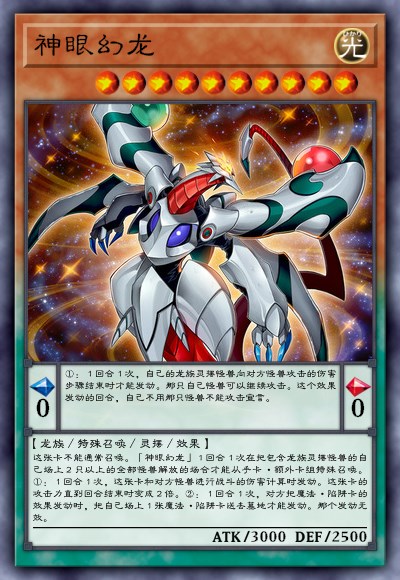 神眼幻龙
ひかり
光
①：1回合1次，自己的龙族灵摆怪兽向对方怪兽攻击的伤害
步骤结束时才能发动。那只自己怪兽可以继续攻击。这个效果
发动的回合，自己不用那只怪兽不能攻击宣言。
0 0
【龙族／特殊召唤／灵摆／效果】
这张卡不能通常召唤。「神眼幻龙」1回合1次在把包含龙族灵摆怪兽的自
己场上2只以上的全部怪兽解放的场合才能从手卡·额外卡组特殊召唤。
①：1回合1次，这张卡和对方怪兽进行战斗的伤害计算时发动。这张卡的
攻击力直到回合结束时变成2倍。②：1回合1次，对方把魔法·陷阱卡的
效果发动时，把自己场上1张魔法·陷阱卡送去墓地才能发动。那个发动无
效。
ATK/3000 DEF/2500